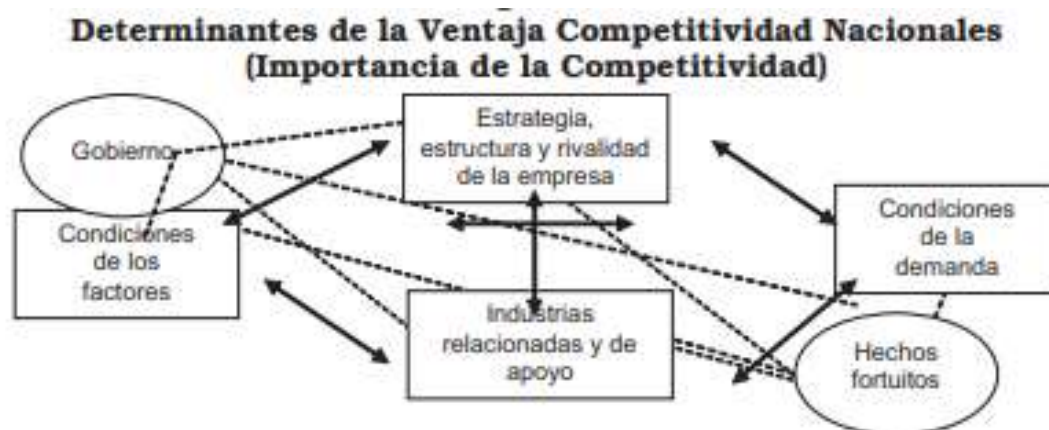 Determinantes de la Ventaja Competitividad Nacionales
(Importancia de la Competitividad)
Gobierno
Estrategia,
estructura y rivalidad
de la empresa
Condiciones
de los
factores
Condiciones
de la
demanda
Industrias
relacionadas y de
apoyo
Hechos
fortuitos